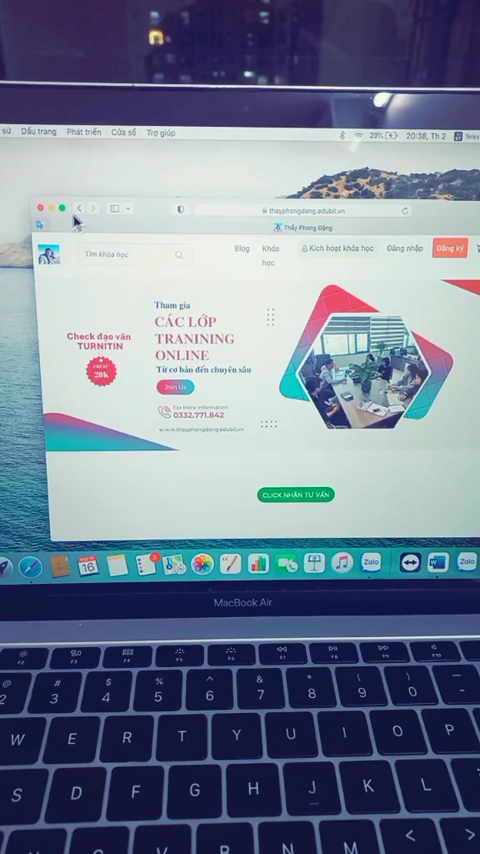 sử Dấu trang Phát triển Cửa sổ Trợ giúp 29% 20:38, Th 2 Telex
thayphongdang.edubit.vn
Thầy Phong Đặng
Tìm khóa học Blog Khóa học Kích hoạt khóa học Đăng nhập Đăng ký
Check đạo văn
TURNITIN
CHỈ TỪ
20K
Tham gia
CÁC LỚP
TRANINING
ONLINE
Từ cơ bản đến chuyên sâu
Join Us
For More Information
0332.771.842
www.thayphongdang.edubit.vn
CLICK NHẬN TƯ VẤN
16
Zalo W Zalo
MacBook Air
F2 F3 F4 F5 F6 F7 F8 F9 F10
@ # $ % ^ & * ( ) _
2 3 4 5 6 7 8 9 0 -
W E R T Y U I O P
S D F G H J K L
V B N M < >